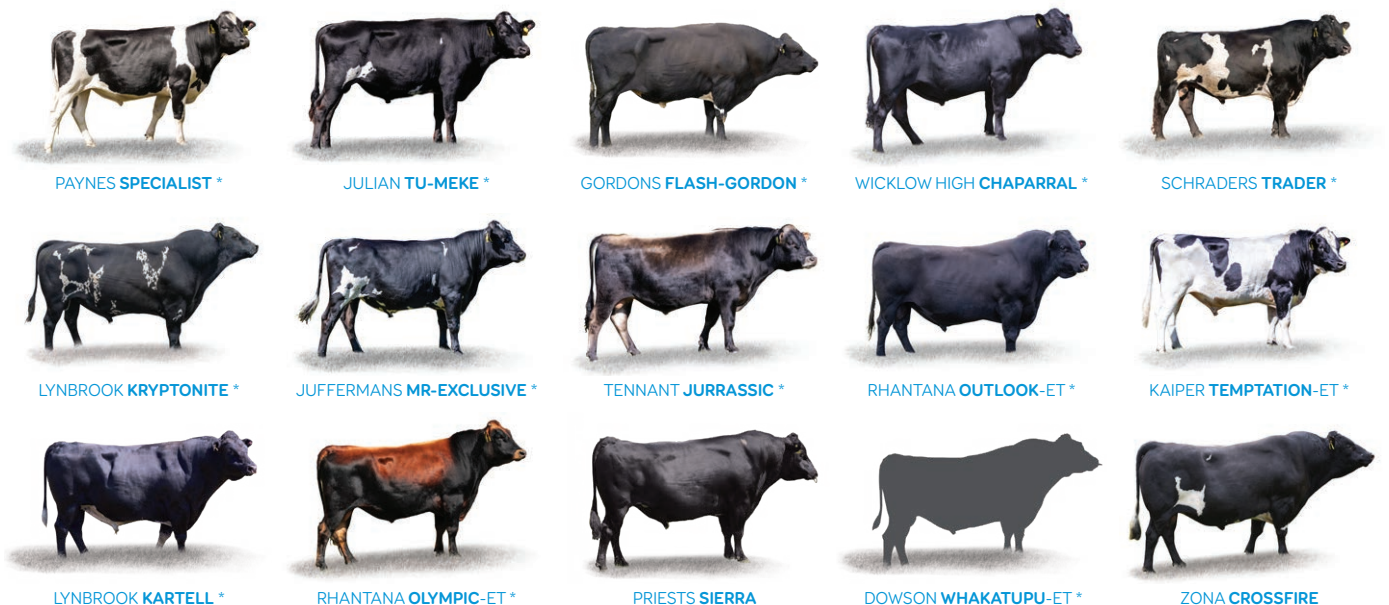 PAYNES SPECIALIST *
JULIAN TU-MEKE *
GORDONS FLASH-GORDON *
WICKLOW HIGH CHAPARRAL *
SCHRADERS TRADER *
LYNBROOK KRYPTONITE *
JUFFERMANS MR-EXCLUSIVE *
TENNANT JURRASSIC *
RHANTANA OUTLOOK-ET *
KAIPER TEMPTATION-ET *
LYNBROOK KARTELL *
RHANTANA OLYMPIC-ET *
PRIESTS SIERRA
DOWSON WHAKATUPU-ET *
ZONA CROSSFIRE